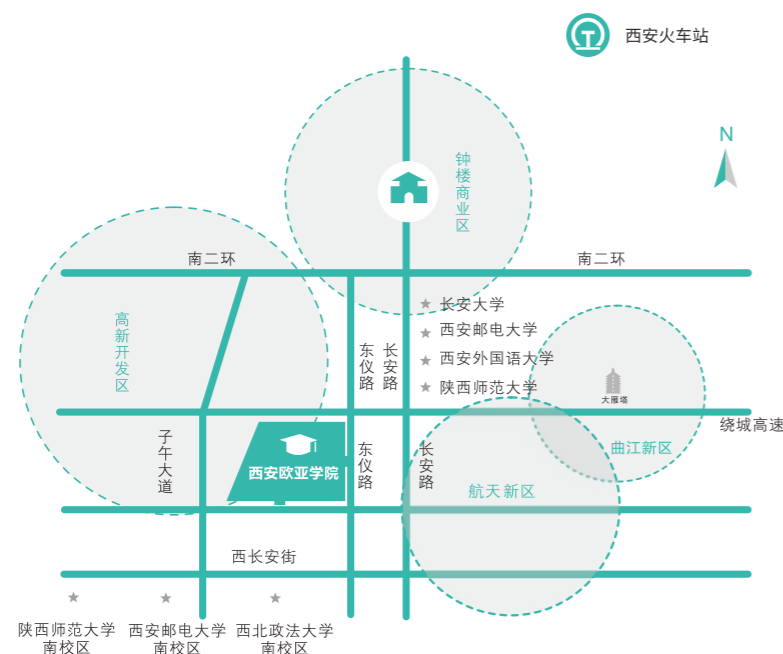 西安火车站
N
钟楼商业区
南二环
南二环
长安大学
高新开发区
西安邮电大学
东仪路
长安路
西安外国语大学
陕西师范大学
大雁塔
绕城高速
子午大道
东仪路
长安路
曲江新区
西安欧亚学院
航天新区
西长安街
陕西师范大学
南校区
西安邮电大学
南校区
西北政法大学
南校区